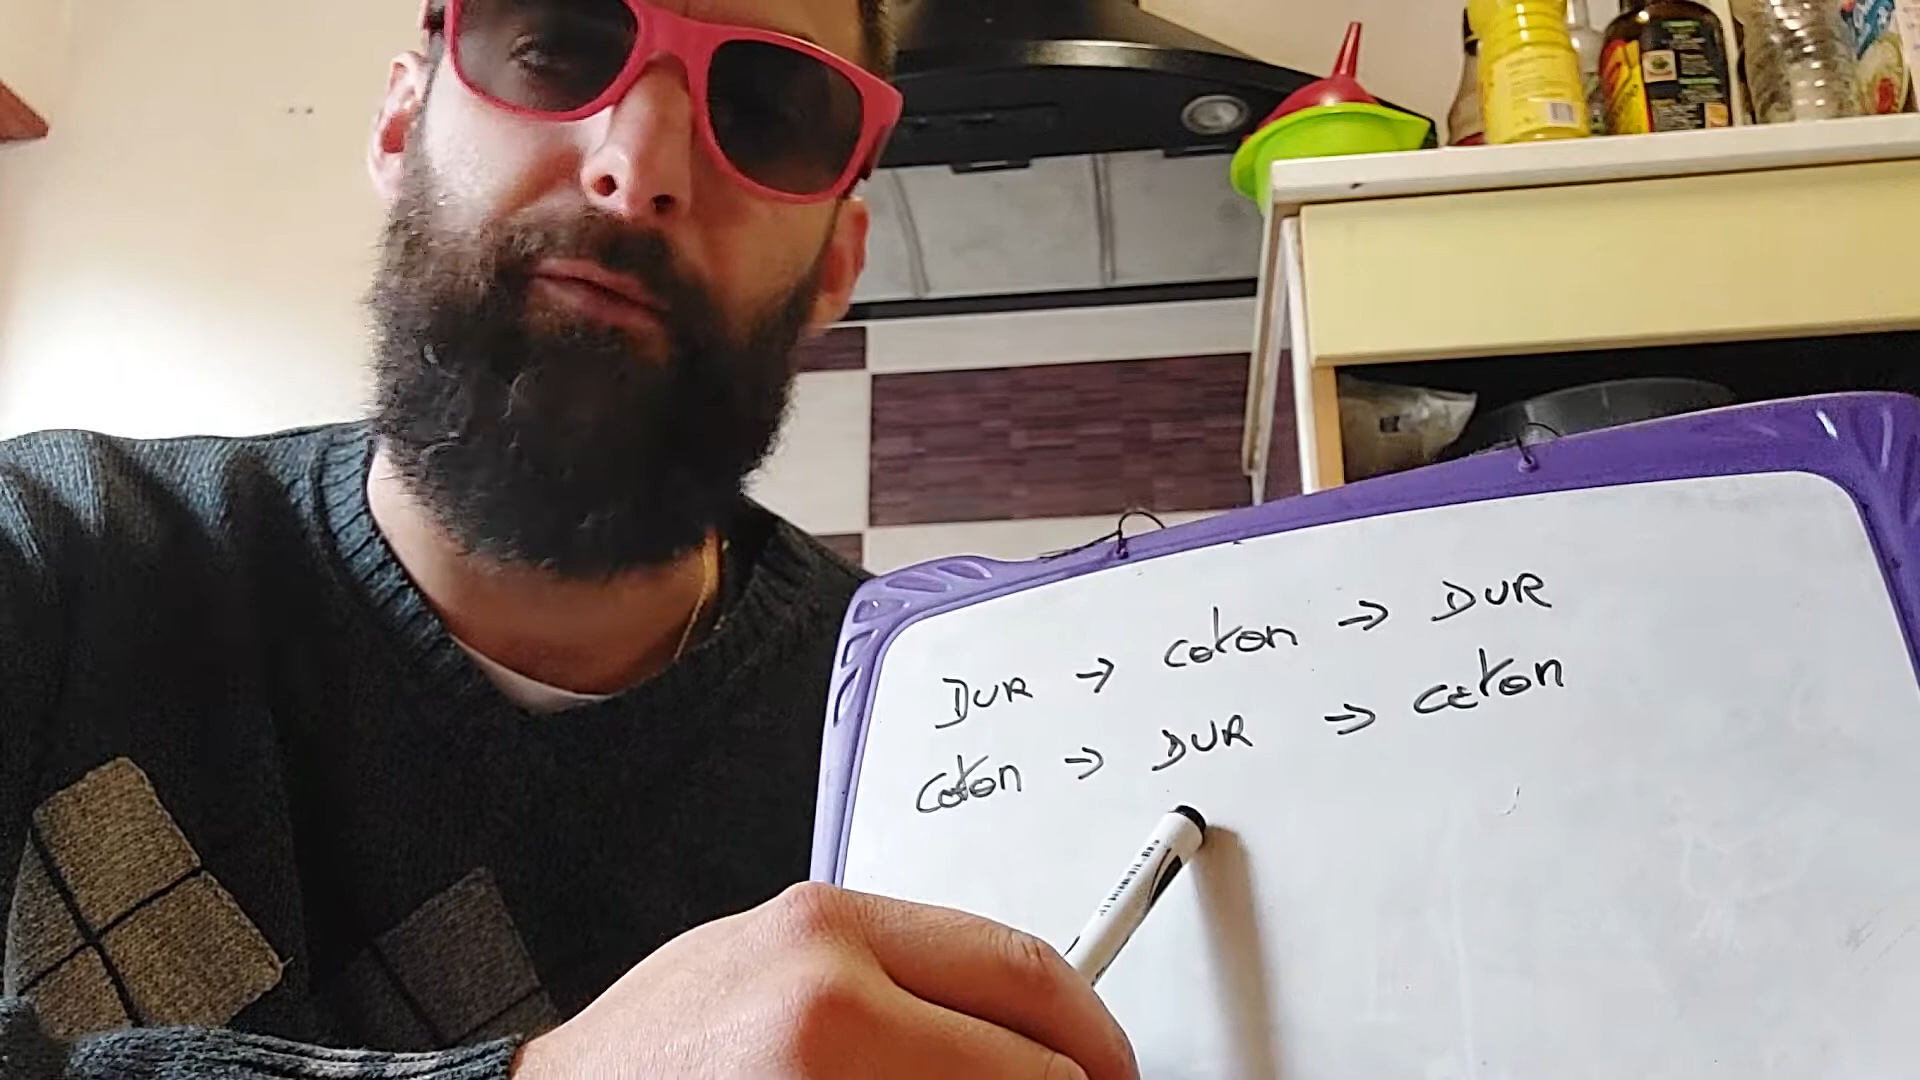 DUR → coton → DUR
coton → DUR → coton